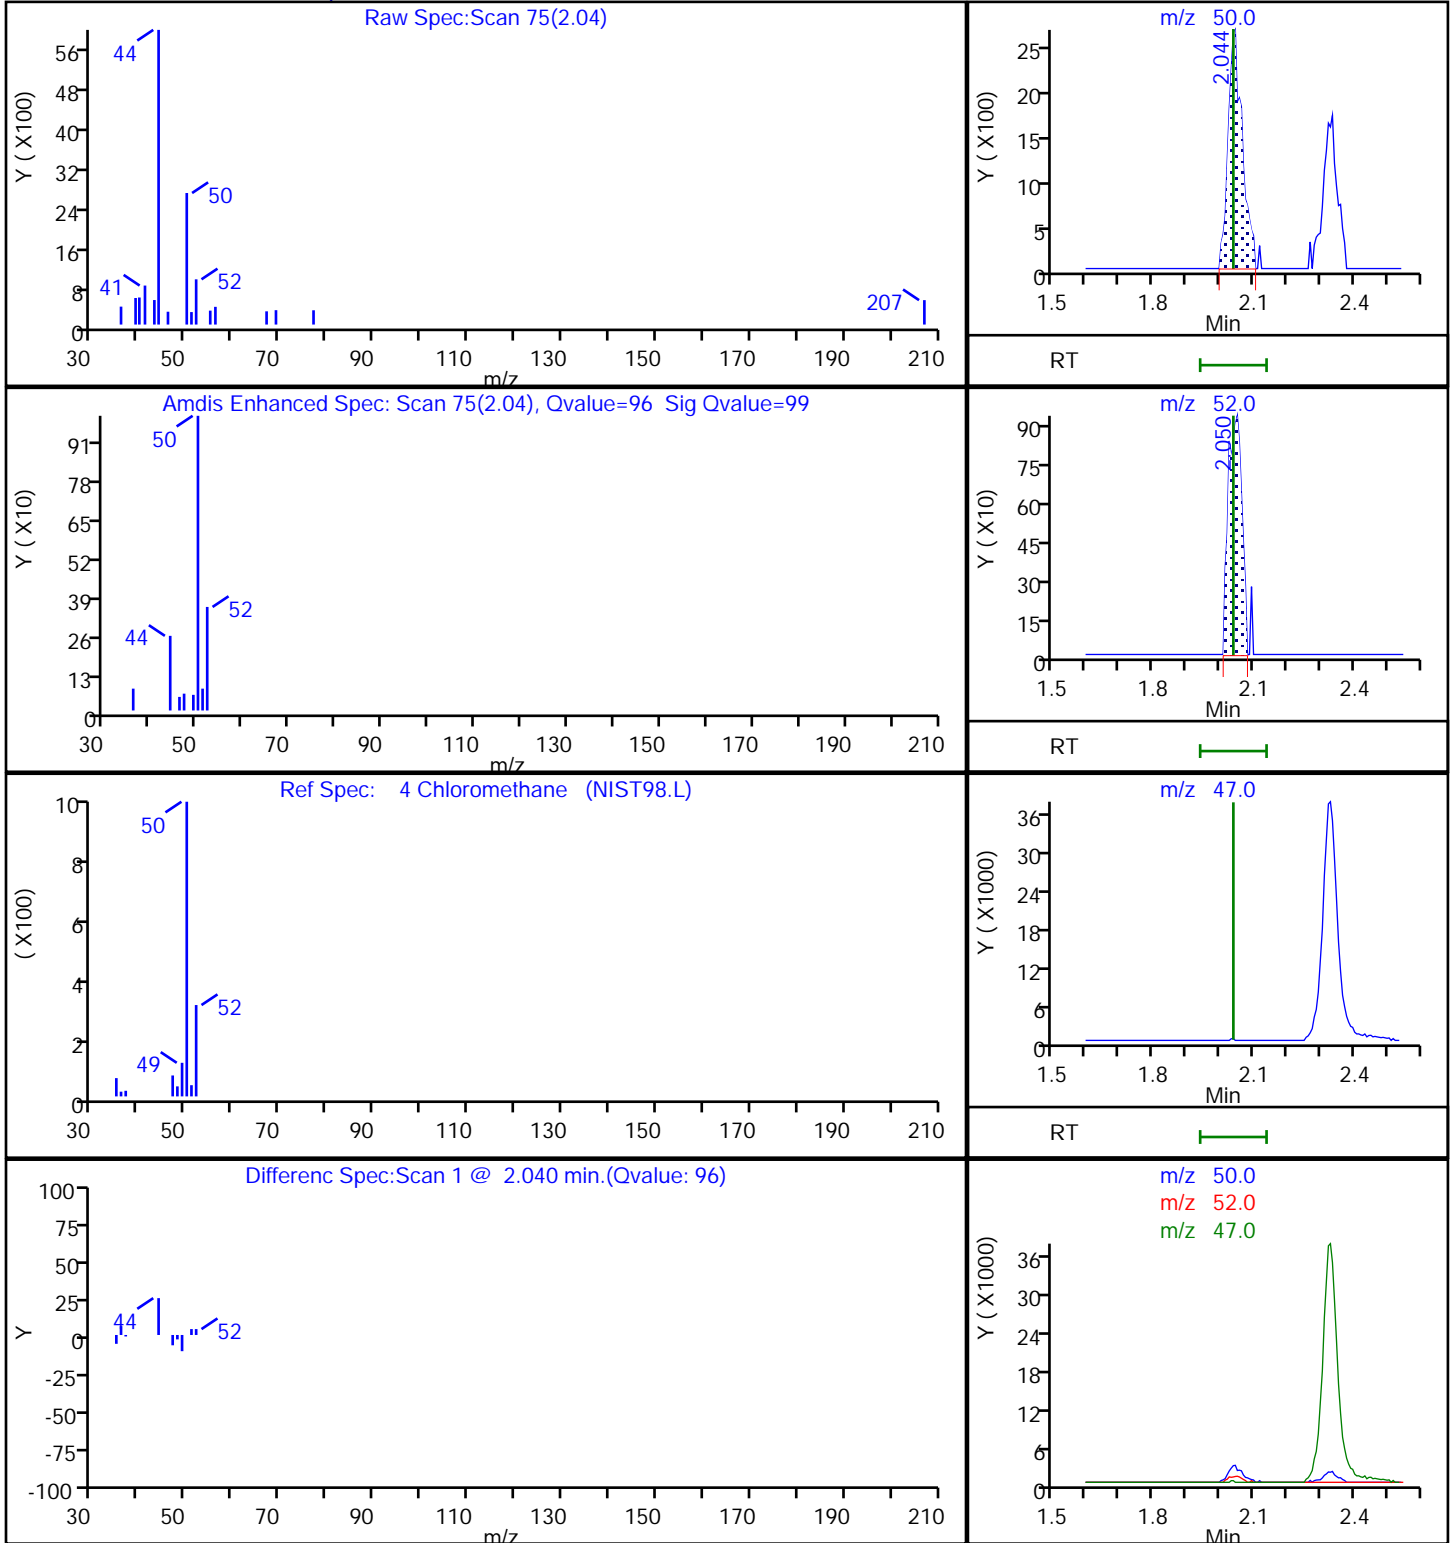 Raw Spec:Scan 75(2.04)
Y ( X100)
56
48
40
32
24
16
8
0
44
50
41
52
207
30 50 70 90 110 130 150 170 190 210
m/z
m/z 50.0
Y ( X100)
25
20
15
10
5
0
2.044
1.5 1.8 2.1 2.4
Min
RT
Amdis Enhanced Spec: Scan 75(2.04), Qvalue=96 Sig Qvalue=99
Y ( X10)
91
78
65
52
39
26
13
0
50
52
44
30 50 70 90 110 130 150 170 190 210
m/z
m/z 52.0
Y ( X10)
90
75
60
45
30
15
0
2.050
1.5 1.8 2.1 2.4
Min
RT
Ref Spec: 4 Chloromethane (NIST98.L)
( X100)
10
8
6
4
2
0
50
52
49
30 50 70 90 110 130 150 170 190 210
m/z 47.0
Y ( X1000)
36
30
24
18
12
6
0
1.5 1.8 2.1 2.4
Min
RT
Differenc Spec:Scan 1 @ 2.040 min.(Qvalue: 96)
Y
100
75
50
25
0
-25
-50
-75
-100
44
52
30 50 70 90 110 130 150 170 190 210
m/z
m/z 50.0
m/z 52.0
m/z 47.0
Y ( X1000)
36
30
24
18
12
6
0
1.5 1.8 2.1 2.4
Min